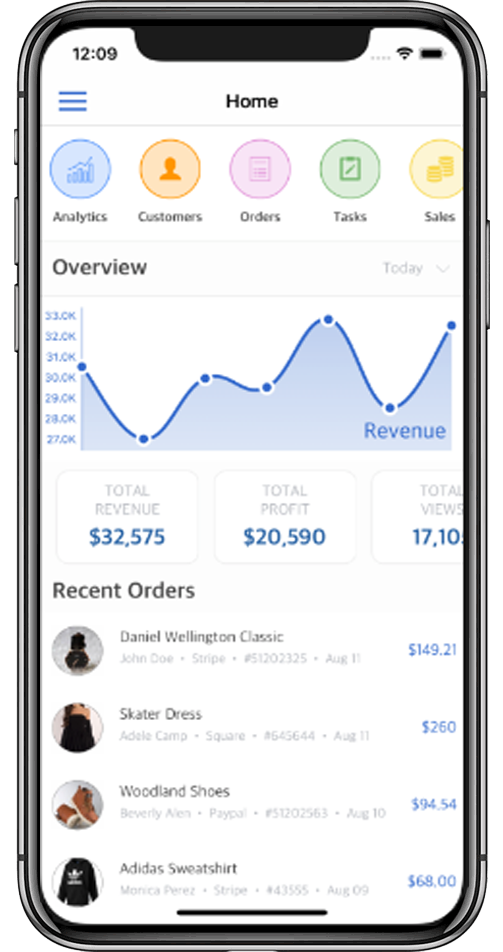 12:09
Home
Analytics Customers Orders Tasks Sales
Overview Today
33.0K
32.0K
31.0K
30.0K
29.0K
28.0K
27.0K
Revenue
TOTAL REVENUE
$32,575
TOTAL PROFIT
$20,590
TOTAL
VIEWS
17,10
Recent Orders
Daniel Wellington Classic
John Doe • Stripe • #51202325 • Aug 11
$149.21
Skater Dress
Adele Camp • Square • #645644 • Aug 11
$260
Woodland Shoes
Beverly Alen • Paypal • #51202563 • Aug 10
$94.54
Adidas Sweatshirt
Monica Perez • Stripe • #43555 • Aug 09
$68.00